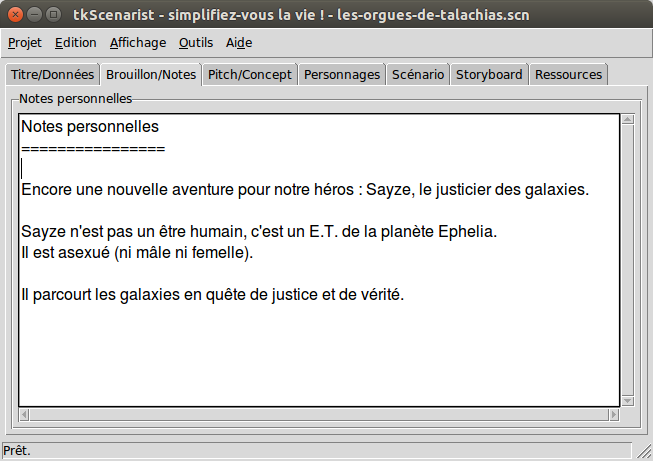 tkScenarist - simplifiez-vous la vie ! - les-orgues-de-talachias.scn
Projet Edition Affichage Outils Aide
Titre/Données Brouillon/Notes Pitch/Concept Personnages Scénario Storyboard Ressources
Notes personnelles
Notes personnelles
================
Encore une nouvelle aventure pour notre héros : Sayze, le justicier des galaxies.
Sayze n'est pas un être humain, c'est un E.T. de la planète Ephelia.
Il est asexué (ni mâle ni femelle).
Il parcourt les galaxies en quête de justice et de vérité.
Prêt.